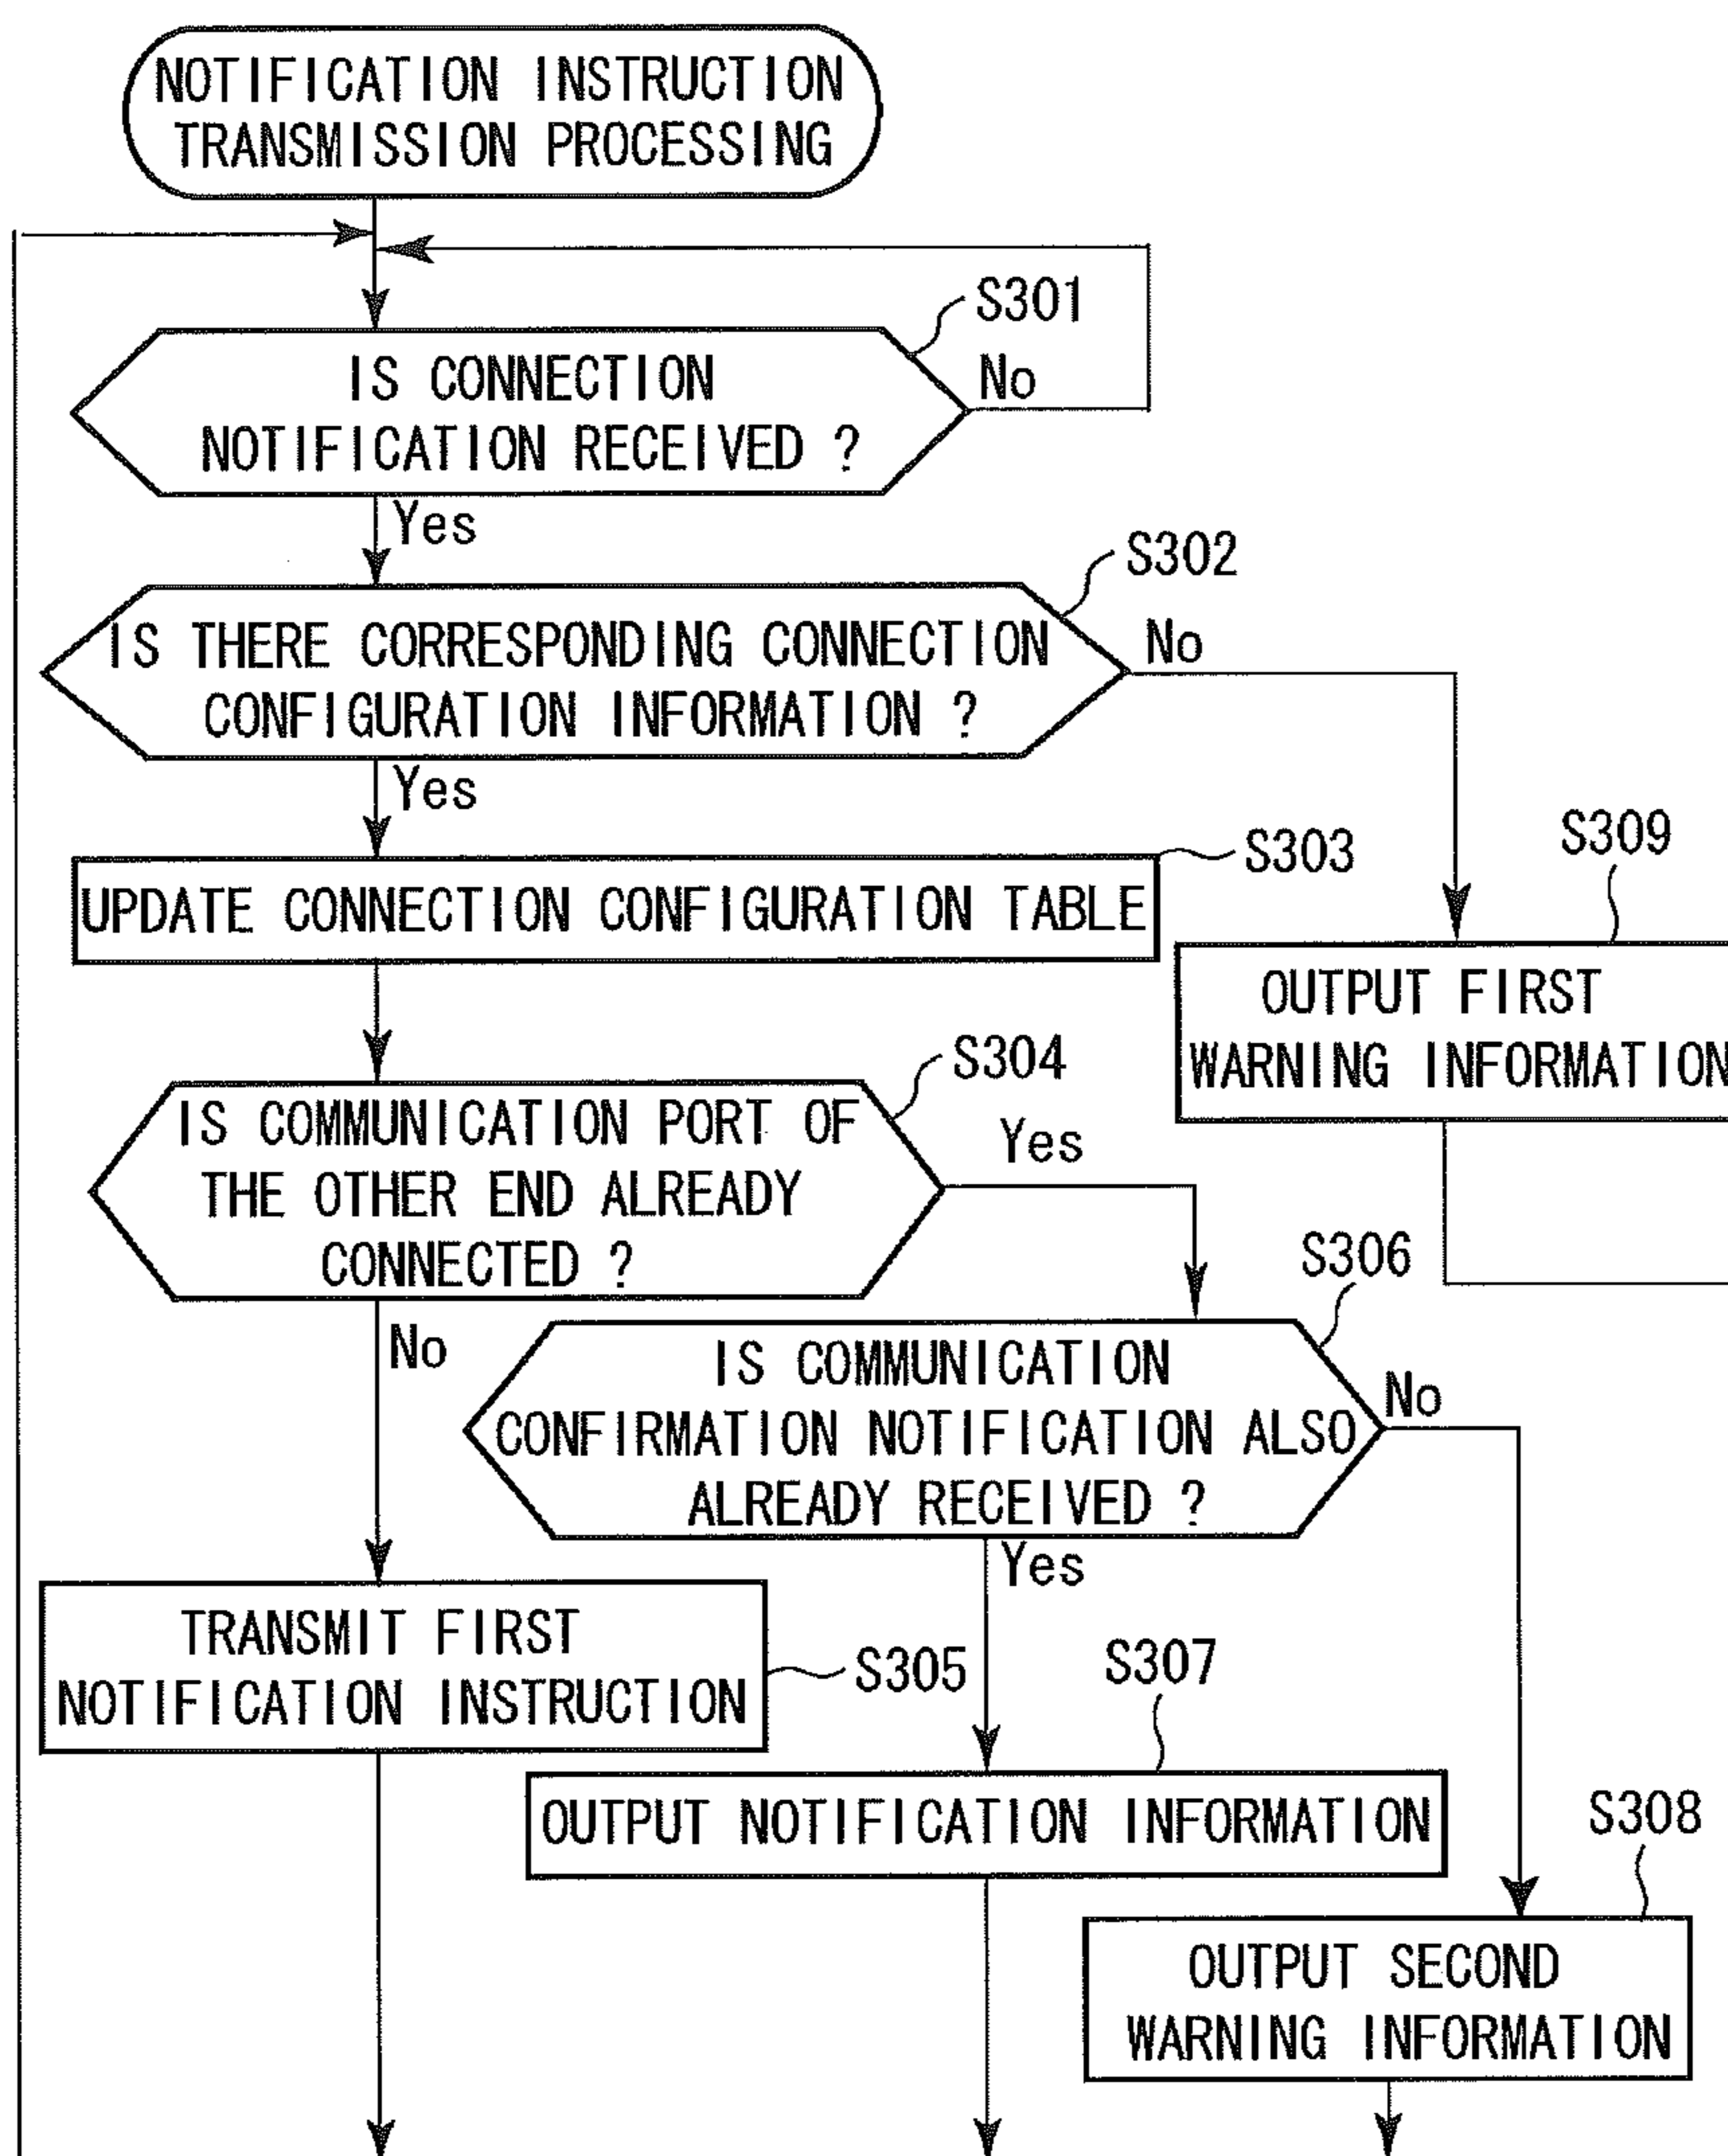 NOTIFICATION INSTRUCTION
TRANSMISSION PROCESSING
S301
IS CONNECTION
NOTIFICATION RECEIVED ?
No
Yes
S302
IS THERE CORRESPONDING CONNECTION
CONFIGURATION INFORMATION ?
No
Yes
S303
UPDATE CONNECTION CONFIGURATION TABLE
S309
OUTPUT FIRST
WARNING INFORMATION
S304
IS COMMUNICATION PORT OF
THE OTHER END ALREADY
CONNECTED ?
Yes
No
S306
IS COMMUNICATION
CONFIRMATION NOTIFICATION ALSO
ALREADY RECEIVED ?
No
Yes
TRANSMIT FIRST
NOTIFICATION INSTRUCTION
S305
S307
OUTPUT NOTIFICATION INFORMATION
S308
OUTPUT SECOND
WARNING INFORMATION